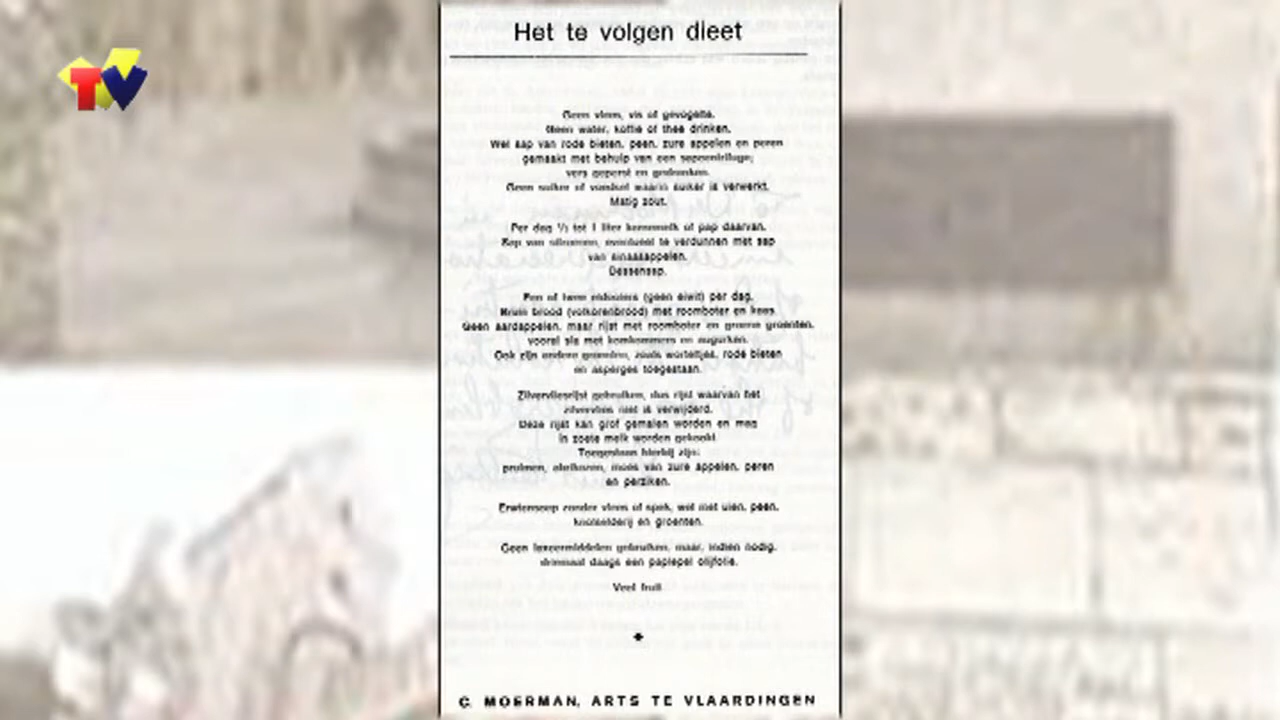 TV
Het te volgen dieet
Geen vlees, vis of gevogelte.
Geen water, koffie of thee drinken.
Wel sap van rode bieten, peen, zure appelen en peren
gemaakt met behulp van een sapcentrifuge;
vers geperst en gedronken.
Geen suiker of voedsel waarin suiker is verwerkt.
Matig zout.
Per dag ½ tot 1 liter karnemelk of pap daarvan.
Sap van citroenen, eventueel te verdunnen met sap
van sinaasappelen.
Bessensap.
Een of twee eidooiers (geen eiwit) per dag.
Bruin brood (volkorenbrood) met roomboter en kaas.
Geen aardappelen, maar rijst met roomboter en groene groenten,
vooral sla met komkommers en augurken.
Ook zijn andere groenten, zoals worteltjes, rode bieten
en asperges toegestaan.
Zilvervliesrijst gebruiken, dus rijst waarvan het
zilvervlies niet is verwijderd.
Deze rijst kan grof gemalen worden en mag
in zoete melk worden gekookt.
Toegestaan hierbij zijn:
pruimen, abrikozen, moes van zure appelen, peren
en perziken.
Erwtensoep zonder vlees of spek, wel met uien, peen,
knolselderij en groenten.
Geen laxeermiddelen gebruiken, maar, indien nodig,
driemaal daags een paplepel olijfolie.
Veel fruit.
C. MOERMAN, ARTS TE VLAARDINGEN